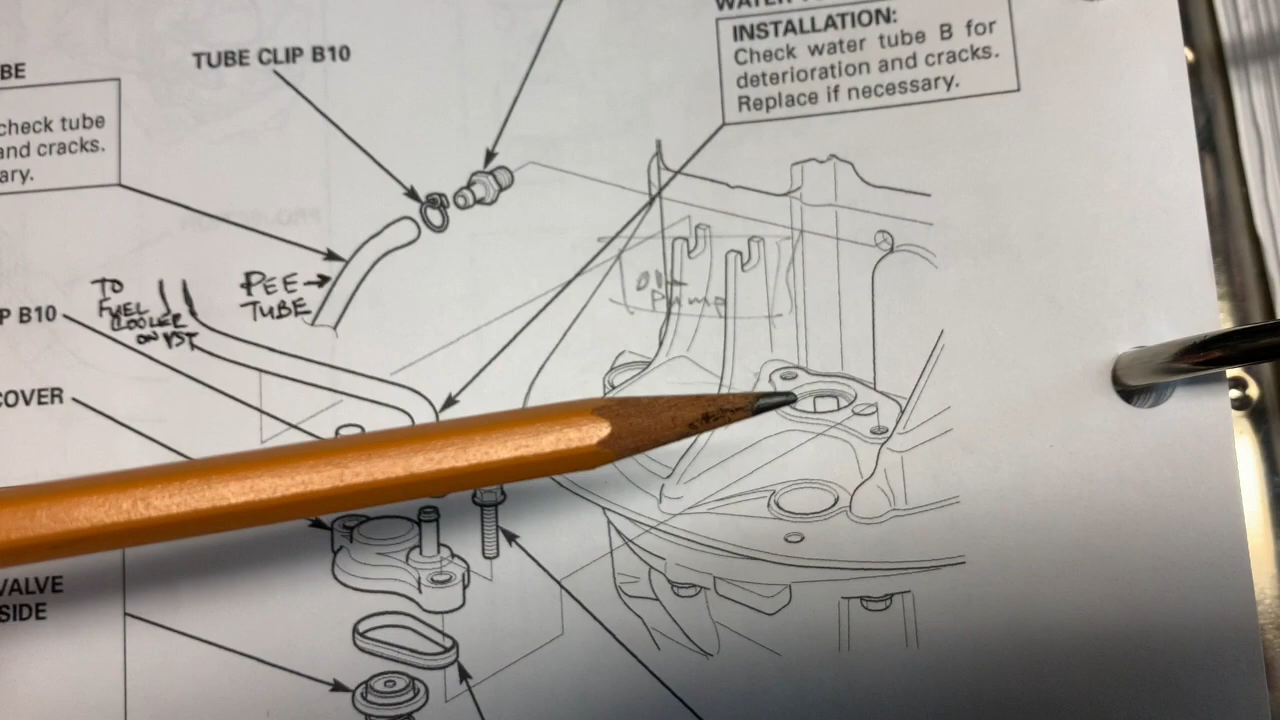 TUBE CLIP B10
INSTALLATION:
Check water tube B for
deterioration and cracks.
Replace if necessary.
BE
check tube
and cracks.
ary.
TO
FUEL
COOLER
ON VST
PEE→
TUBE
Pump
P B10
COVER
VALVE
SIDE